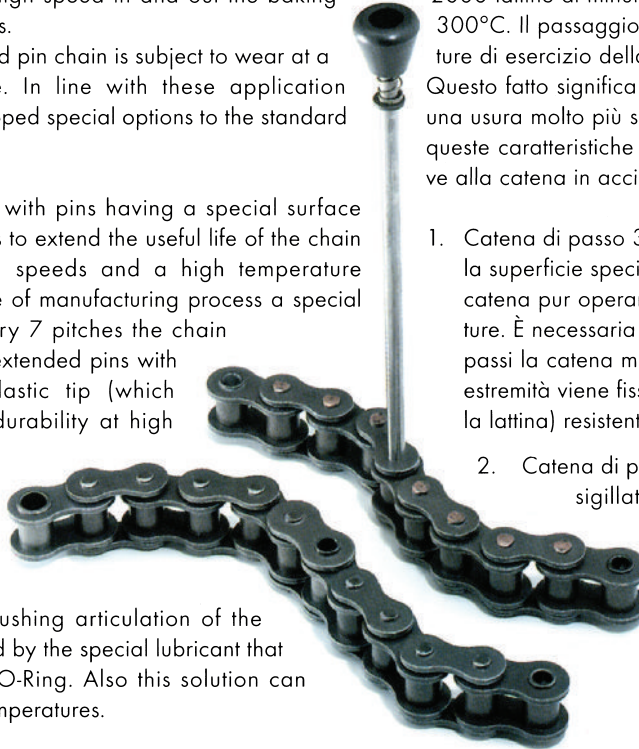 high speed in and out the baking
s.
d pin chain is subject to wear at a
e. In line with these application
oped special options to the standard
with pins having a special surface
s to extend the useful life of the chain
speeds and a high temperature
e of manufacturing process a special
ry 7 pitches the chain
extended pins with
lastic tip (which
durability at high
ushing articulation of the
d by the special lubricant that
O-Ring. Also this solution can
mperatures.
2000 lattine al minut
300°C. Il passaggio
ture di esercizio della
Questo fatto significa
una usura molto più s
queste caratteristiche
ve alla catena in acci
1. Catena di passo 3
la superficie speci
catena pur operan
ture. È necessaria
passi la catena m
estremità viene fiss
la lattina) resistent
2. Catena di p
sigillat